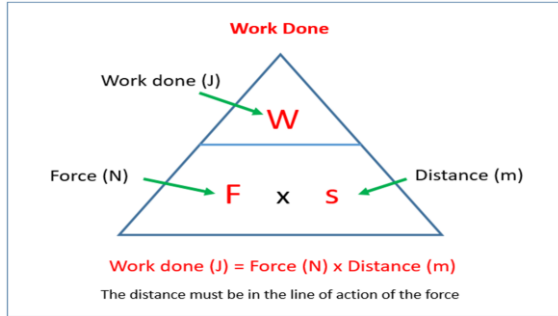 Work Done
Work done (J)
W
Force (N)
F x s
Distance (m)
Work done (J) = Force (N) x Distance (m)
The distance must be in the line of action of the force